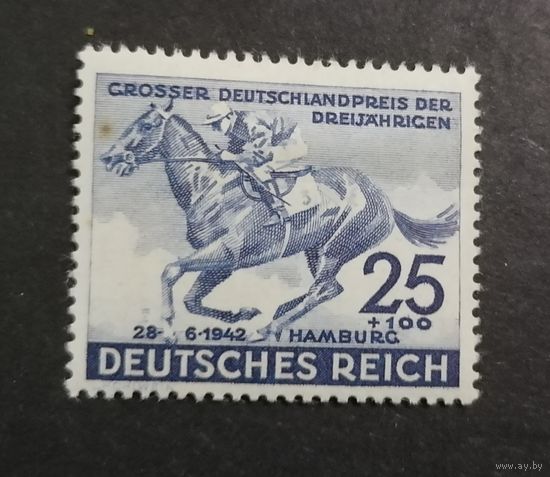 GROSSER DEUTSCHLANDPREIS DER
DREIJÄHRIGEN
25
+100
28-6-1942 HAMBURG
DEUTSCHES REICH
www.ay.by